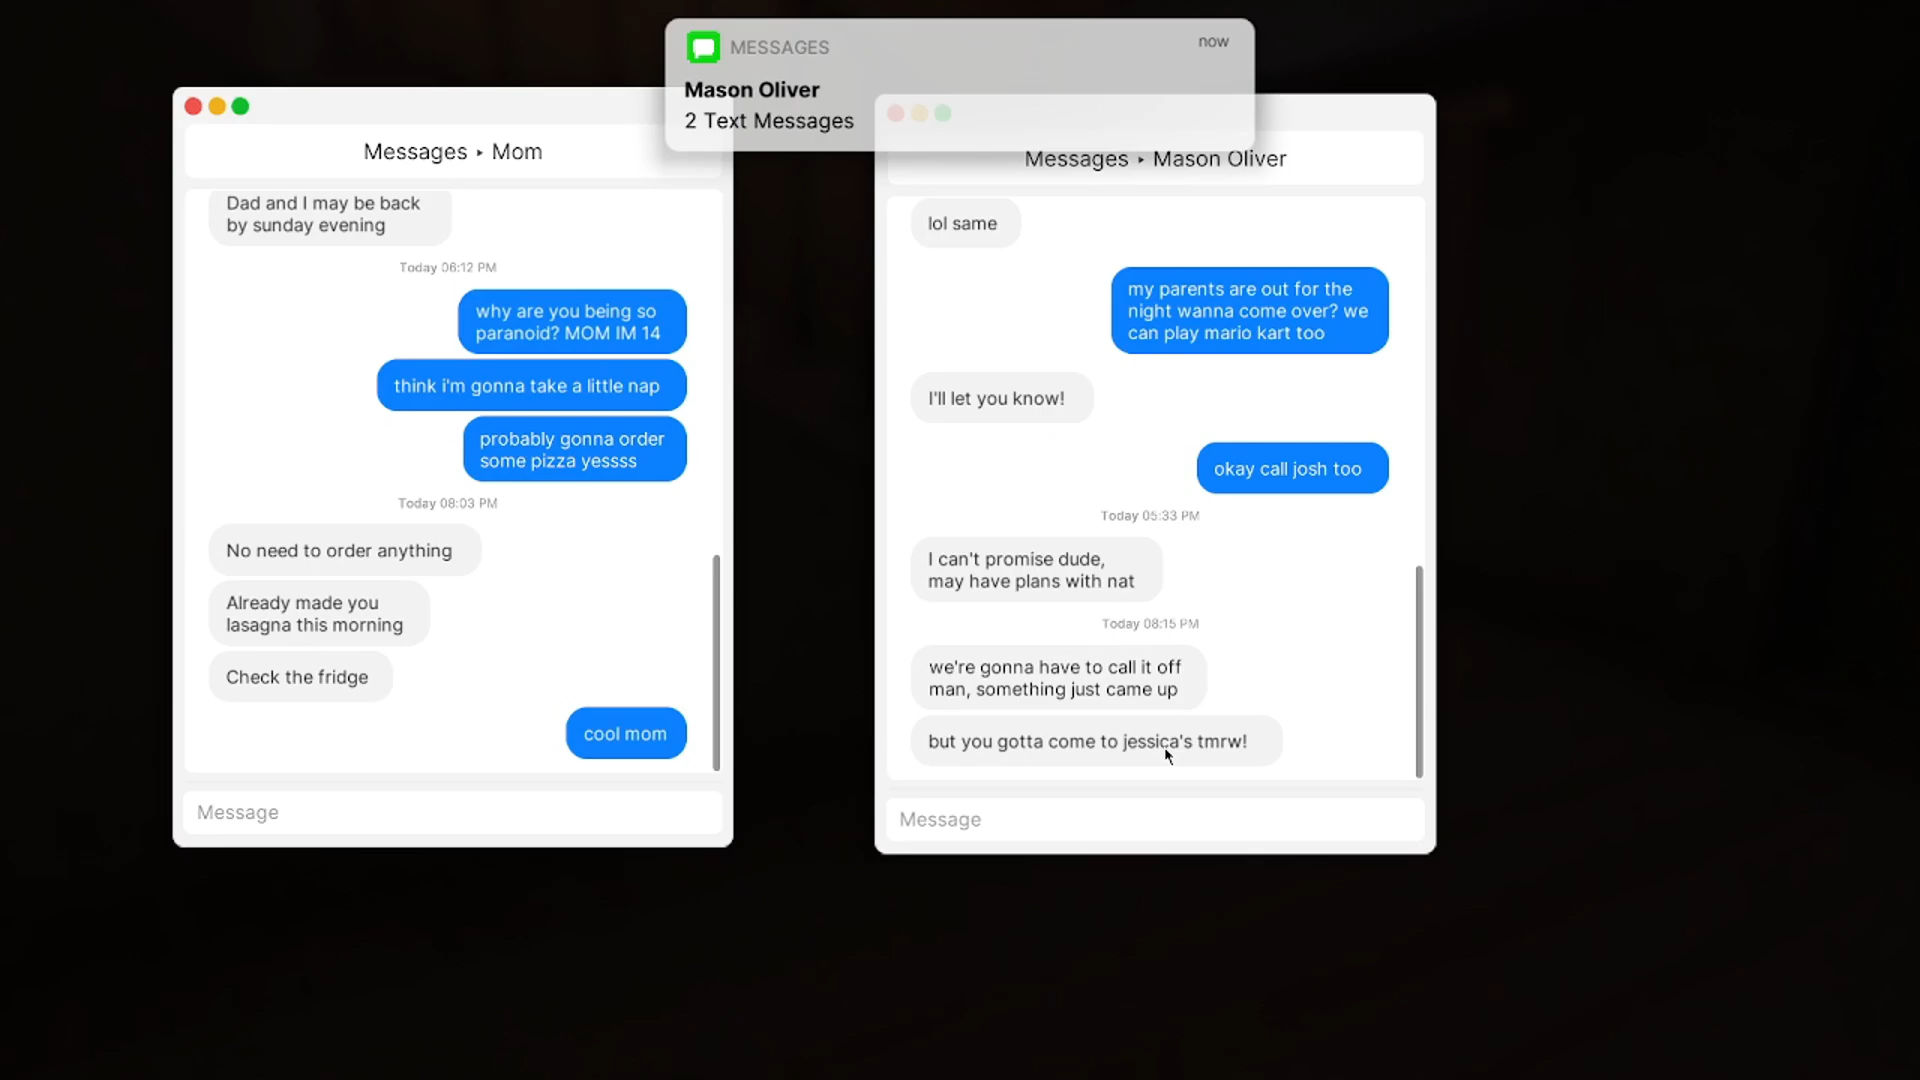 MESSAGES
now
Mason Oliver
2 Text Messages
Messages ‣ Mom
Dad and I may be back
by sunday evening
Today 06:12 PM
why are you being so
paranoid? MOM IM 14
think i'm gonna take a little nap
probably gonna order
some pizza yessss
Today 08:03 PM
No need to order anything
Already made you
lasagna this morning
Check the fridge
cool mom
Message
Messages ‣ Mason Oliver
lol same
my parents are out for the
night wanna come over? we
can play mario kart too
I'll let you know!
okay call josh too
Today 05:33 PM
I can't promise dude,
may have plans with nat
Today 08:15 PM
we're gonna have to call it off
man, something just came up
but you gotta come to jessica's tmrw!
Message